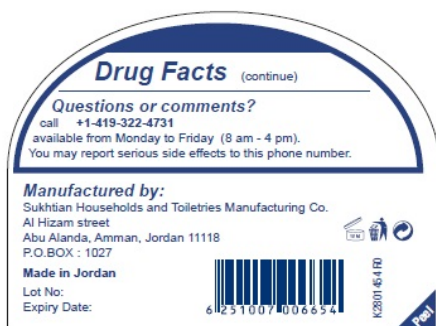 Drug Facts (continue)
Questions or comments?
call +1-419-322-4731
available from Monday to Friday (8 am - 4 pm).
You may report serious side effects to this phone number.
Manufactured by:
Sukhtian Households and Toiletries Manufacturing Co.
Al Hizam street
Abu Alanda, Amman, Jordan 11118
P.O.BOX : 1027
Made in Jordan
Lot No:
Expiry Date:
6 251007 006654
K2801454 R0
Peel